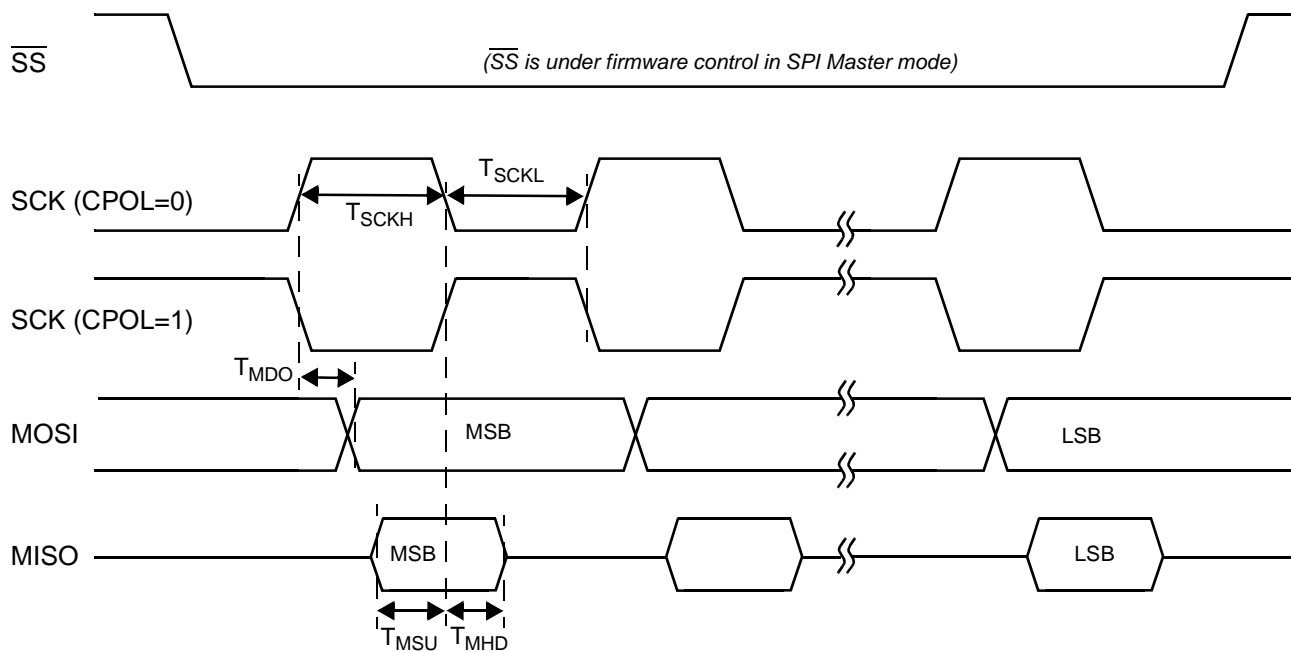 SS
(SS is under firmware control in SPI Master mode)
SCK (CPOL=0)
TSCKH
TSCKL
SCK (CPOL=1)
TMDO
MOSI
MSB
LSB
MISO
MSB
LSB
TMSU
TMHD